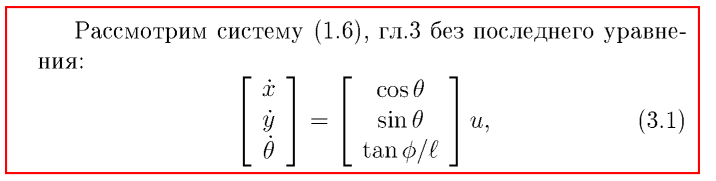 Рассмотрим систему (1.6), гл.3 без последнего уравне-
ния:
[ẋ ẏ θ̇] = [cos θ sin θ tan ϕ/ℓ] u, (3.1)